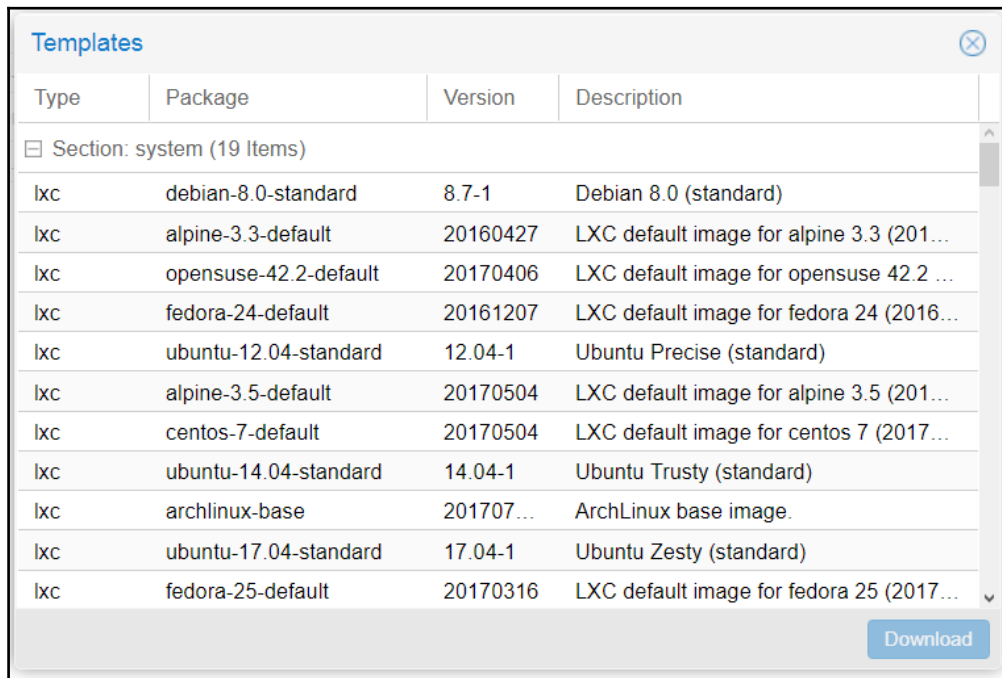 Templates
Type Package Version Description
Section: system (19 Items)
lxc debian-8.0-standard 8.7-1 Debian 8.0 (standard)
lxc alpine-3.3-default 20160427 LXC default image for alpine 3.3 (201...
lxc opensuse-42.2-default 20170406 LXC default image for opensuse 42.2 ...
lxc fedora-24-default 20161207 LXC default image for fedora 24 (2016...
lxc ubuntu-12.04-standard 12.04-1 Ubuntu Precise (standard)
lxc alpine-3.5-default 20170504 LXC default image for alpine 3.5 (201...
lxc centos-7-default 20170504 LXC default image for centos 7 (2017...
lxc ubuntu-14.04-standard 14.04-1 Ubuntu Trusty (standard)
lxc archlinux-base 201707... ArchLinux base image.
lxc ubuntu-17.04-standard 17.04-1 Ubuntu Zesty (standard)
lxc fedora-25-default 20170316 LXC default image for fedora 25 (2017...
Download